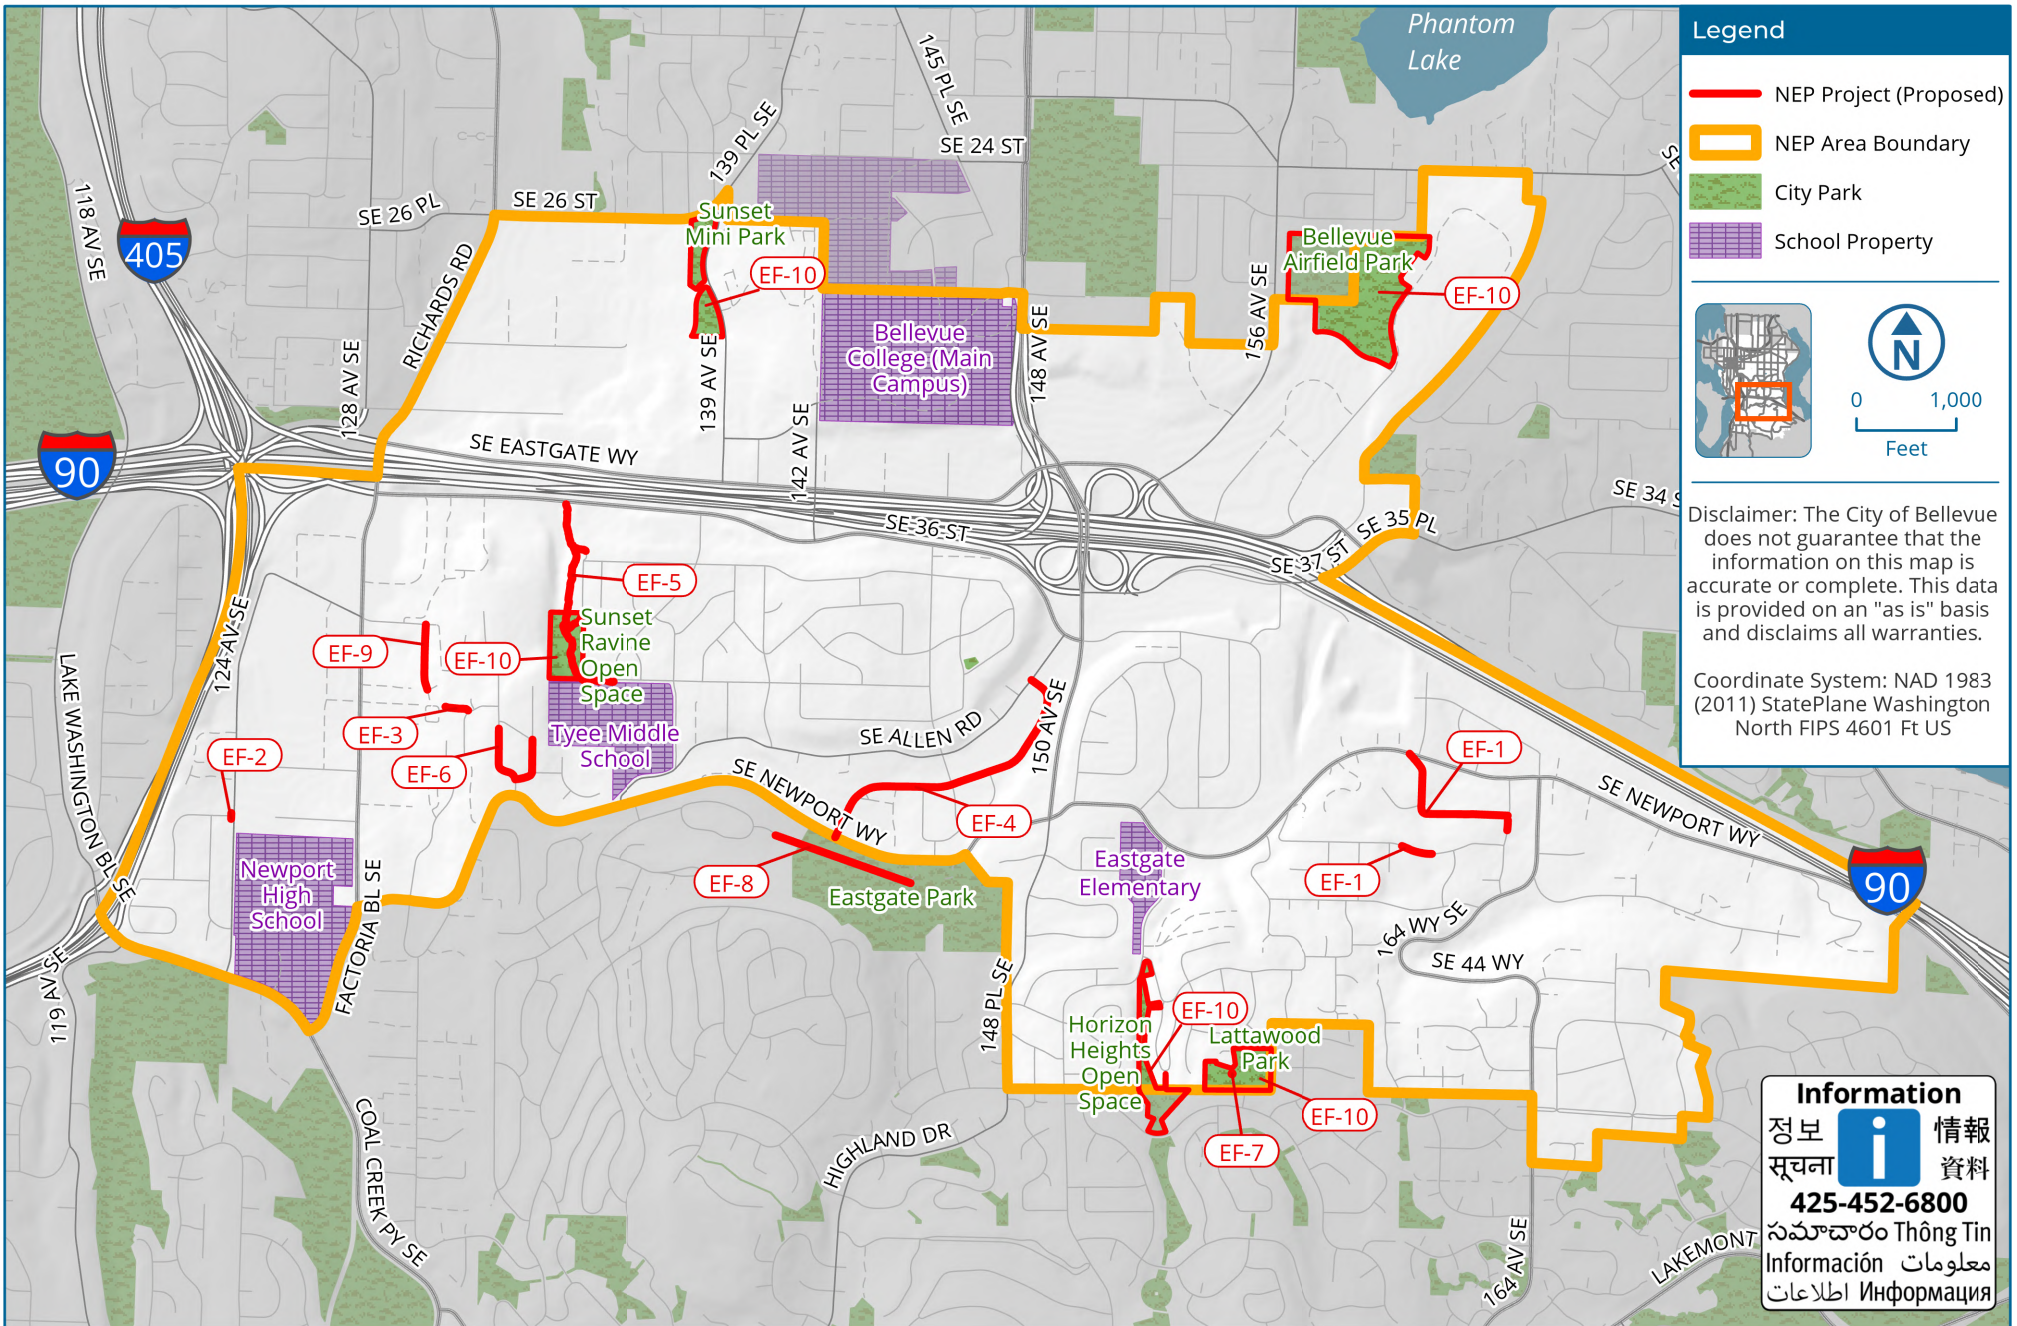 Phantom
Lake
145 PL SE
SE 24 ST
139 PL SE
118 AV SE
SE 26 PL
SE 26 ST
405
RICHARDS RD
Sunset
Mini Park
EF-10
Bellevue
Airfield Park
EF-10
156 AV SE
Bellevue
College (Main
Campus)
148 AV SE
128 AV SE
139 AV SE
142 AV SE
90
SE EASTGATE WY
SE 36 ST
SE 37 ST
SE 35 PL
SE 34 S
SE
EF-5
Sunset
Ravine
Open
Space
EF-9
EF-10
124 AV SE
LAKE WASHINGTON BL SE
EF-3
EF-2
EF-6
Tyee Middle
School
SE ALLEN RD
150 AV SE
SE NEWPORT WY
EF-4
EF-1
SE NEWPORT WY
EF-8
Eastgate Park
Eastgate
Elementary
EF-1
90
Newport
High
School
FACTORIA BL SE
119 AV SE
164 WY SE
SE 44 WY
148 PL SE
Horizon
Heights
Open
Space
EF-10
Lattawood
Park
EF-10
EF-7
HIGHLAND DR
COAL CREEK PY SE
164 AV SE
LAKEMONT
Legend
NEP Project (Proposed)
NEP Area Boundary
City Park
School Property
N
0 1,000
Feet
Disclaimer: The City of Bellevue
does not guarantee that the
information on this map is
accurate or complete. This data
is provided on an "as is" basis
and disclaims all warranties.
Coordinate System: NAD 1983
(2011) StatePlane Washington
North FIPS 4601 Ft US
Information
정보 i 情報
सूचना 資料
425-452-6800
సమాచారం Thông Tin
Información معلومات
اطلاعات Информация